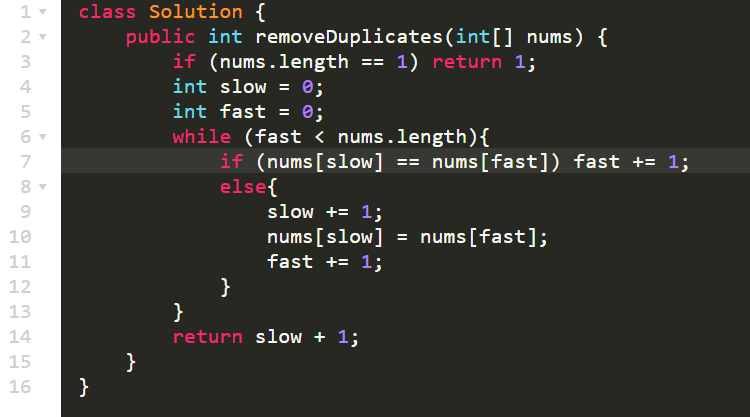 1 class Solution {
2     public int removeDuplicates(int[] nums) {
3         if (nums.length == 1) return 1;
4         int slow = 0;
5         int fast = 0;
6         while (fast < nums.length){
7             if (nums[slow] == nums[fast]) fast += 1;
8             else{
9                 slow += 1;
10                 nums[slow] = nums[fast];
11                 fast += 1;
12             }
13         }
14         return slow + 1;
15     }
16 }